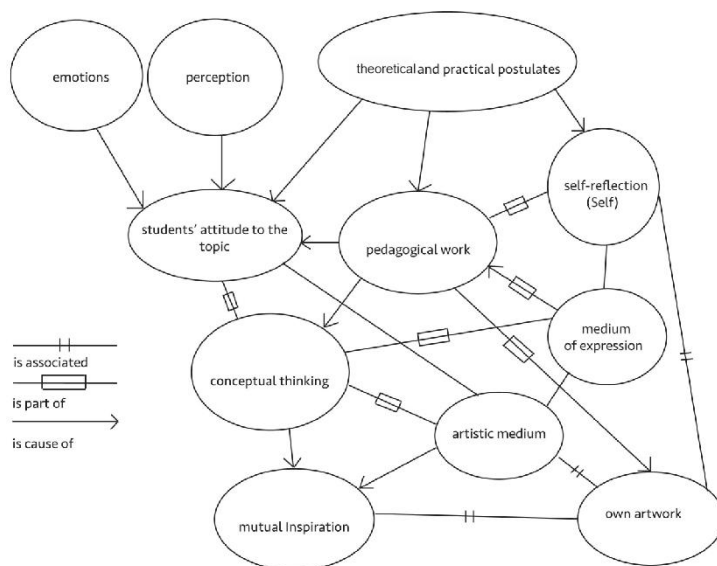 emotions
perception
theoretical and practical postulates
self-reflection
(Self)
students' attitude to the
topic
pedagogical work
medium
of expression
is associated
is part of
is cause of
conceptual thinking
artistic medium
mutual Inspiration
own artwork